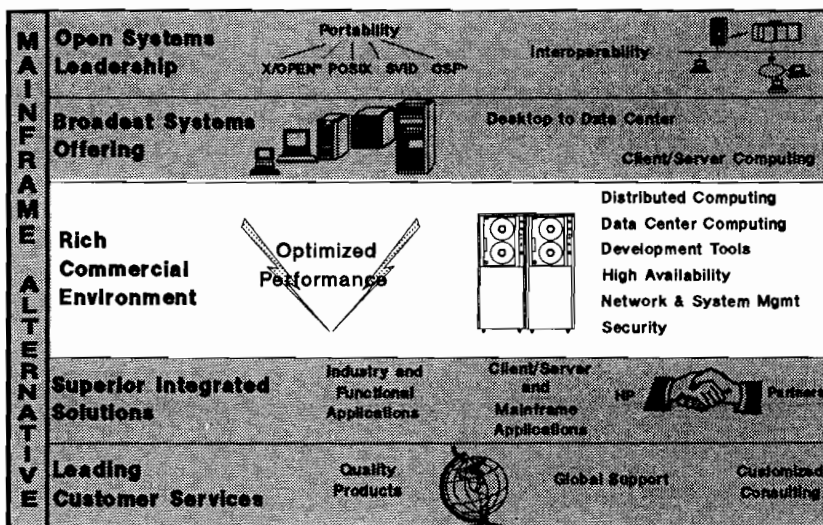 MAINFRAME ALTERNATIVE
Open Systems
Leadership
Portability
X/OPEN™ POSIX SVID OSF™
Interoperability
Broadest Systems
Offering
Desktop to Data Center
Client/Server Computing
Rich
Commercial
Environment
Optimized
Performance
Distributed Computing
Data Center Computing
Development Tools
High Availability
Network & System Mgmt
Security
Superior Integrated
Solutions
Industry and
Functional
Applications
Client/Server
and
Mainframe
Applications
HP
Partners
Leading
Customer Services
Quality
Products
Global Support
Customized
Consulting